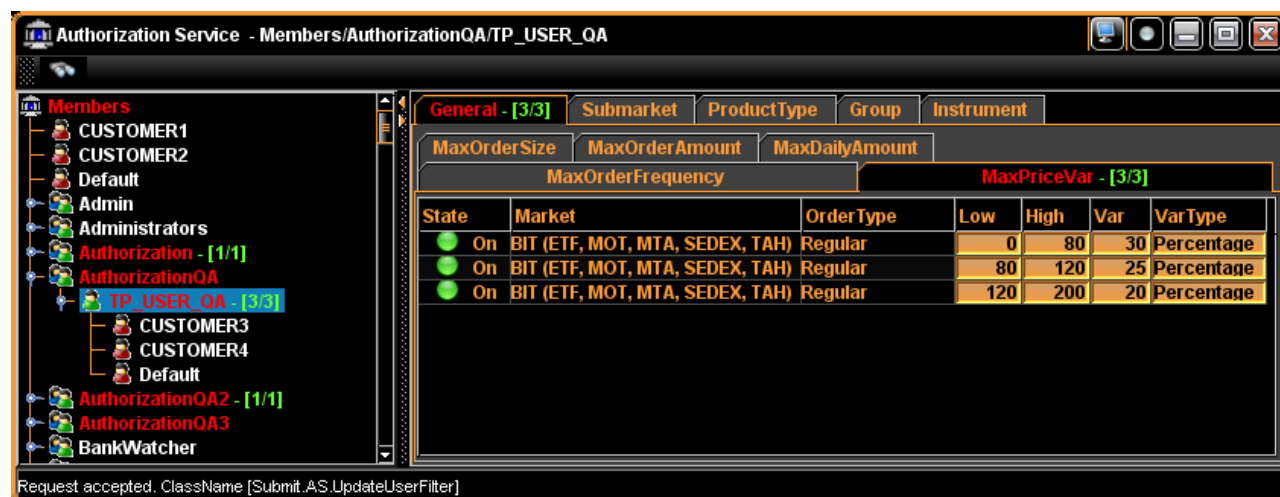 Authorization Service - Members/AuthorizationQA/TP_USER_QA
Members
CUSTOMER1
CUSTOMER2
Default
Admin
Administrators
Authorization - [1/1]
AuthorizationQA
TP_USER_QA - [3/3]
CUSTOMER3
CUSTOMER4
Default
AuthorizationQA2 - [1/1]
AuthorizationQA3
BankWatcher
General - [3/3] Submarket ProductType Group Instrument
MaxOrderSize MaxOrderAmount MaxDailyAmount
MaxOrderFrequency MaxPriceVar - [3/3]
State Market OrderType Low High Var VarType
On BIT (ETF, MOT, MTA, SEDEX, TAH) Regular 0 80 30 Percentage
On BIT (ETF, MOT, MTA, SEDEX, TAH) Regular 80 120 25 Percentage
On BIT (ETF, MOT, MTA, SEDEX, TAH) Regular 120 200 20 Percentage
Request accepted. ClassName [Submit.AS.UpdateUserFilter]